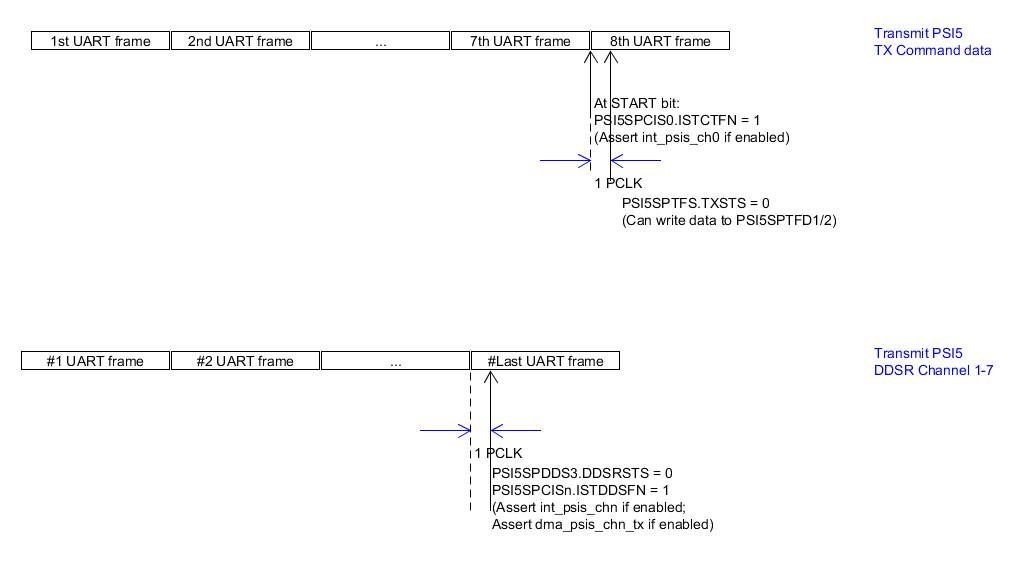 1st UART frame
2nd UART frame
...
7th UART frame
8th UART frame
Transmit PSI5
TX Command data
At START bit:
PSI5SPCIS0.ISTCTFN = 1
(Assert int_psis_ch0 if enabled)
1 PCLK
PSI5SPTFS.TXSTS = 0
(Can write data to PSI5SPTFD1/2)
#1 UART frame
#2 UART frame
...
#Last UART frame
Transmit PSI5
DDSR Channel 1-7
1 PCLK
PSI5SPDDS3.DDSRSTS = 0
PSI5SPCISn.ISTDDSFN = 1
(Assert int_psis_chn if enabled;
Assert dma_psis_chn_tx if enabled)